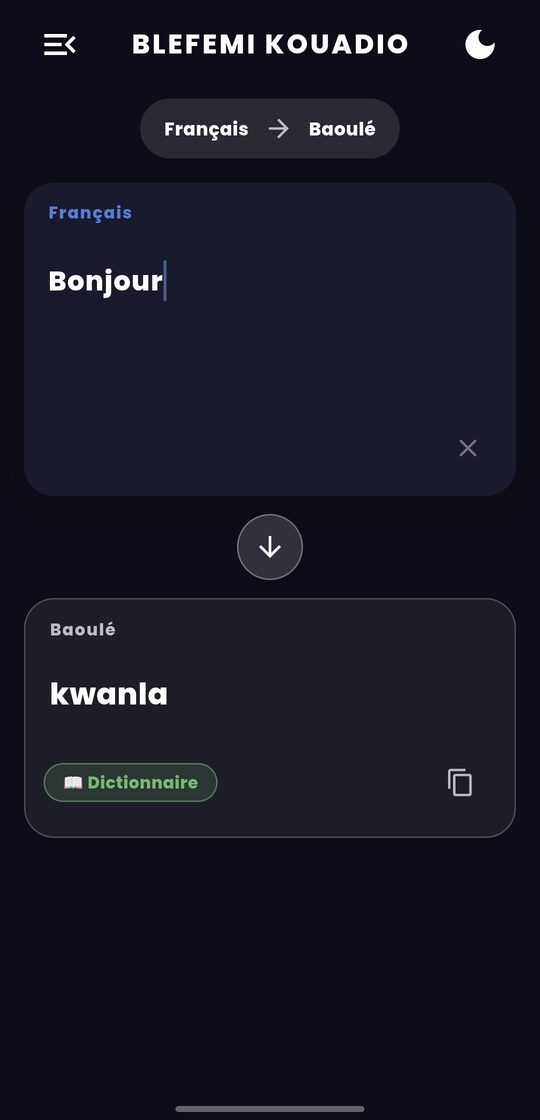 BLEFEMI KOUADIO
Français → Baoulé
Français
Bonjour
Baoulé
kwanla
Dictionnaire